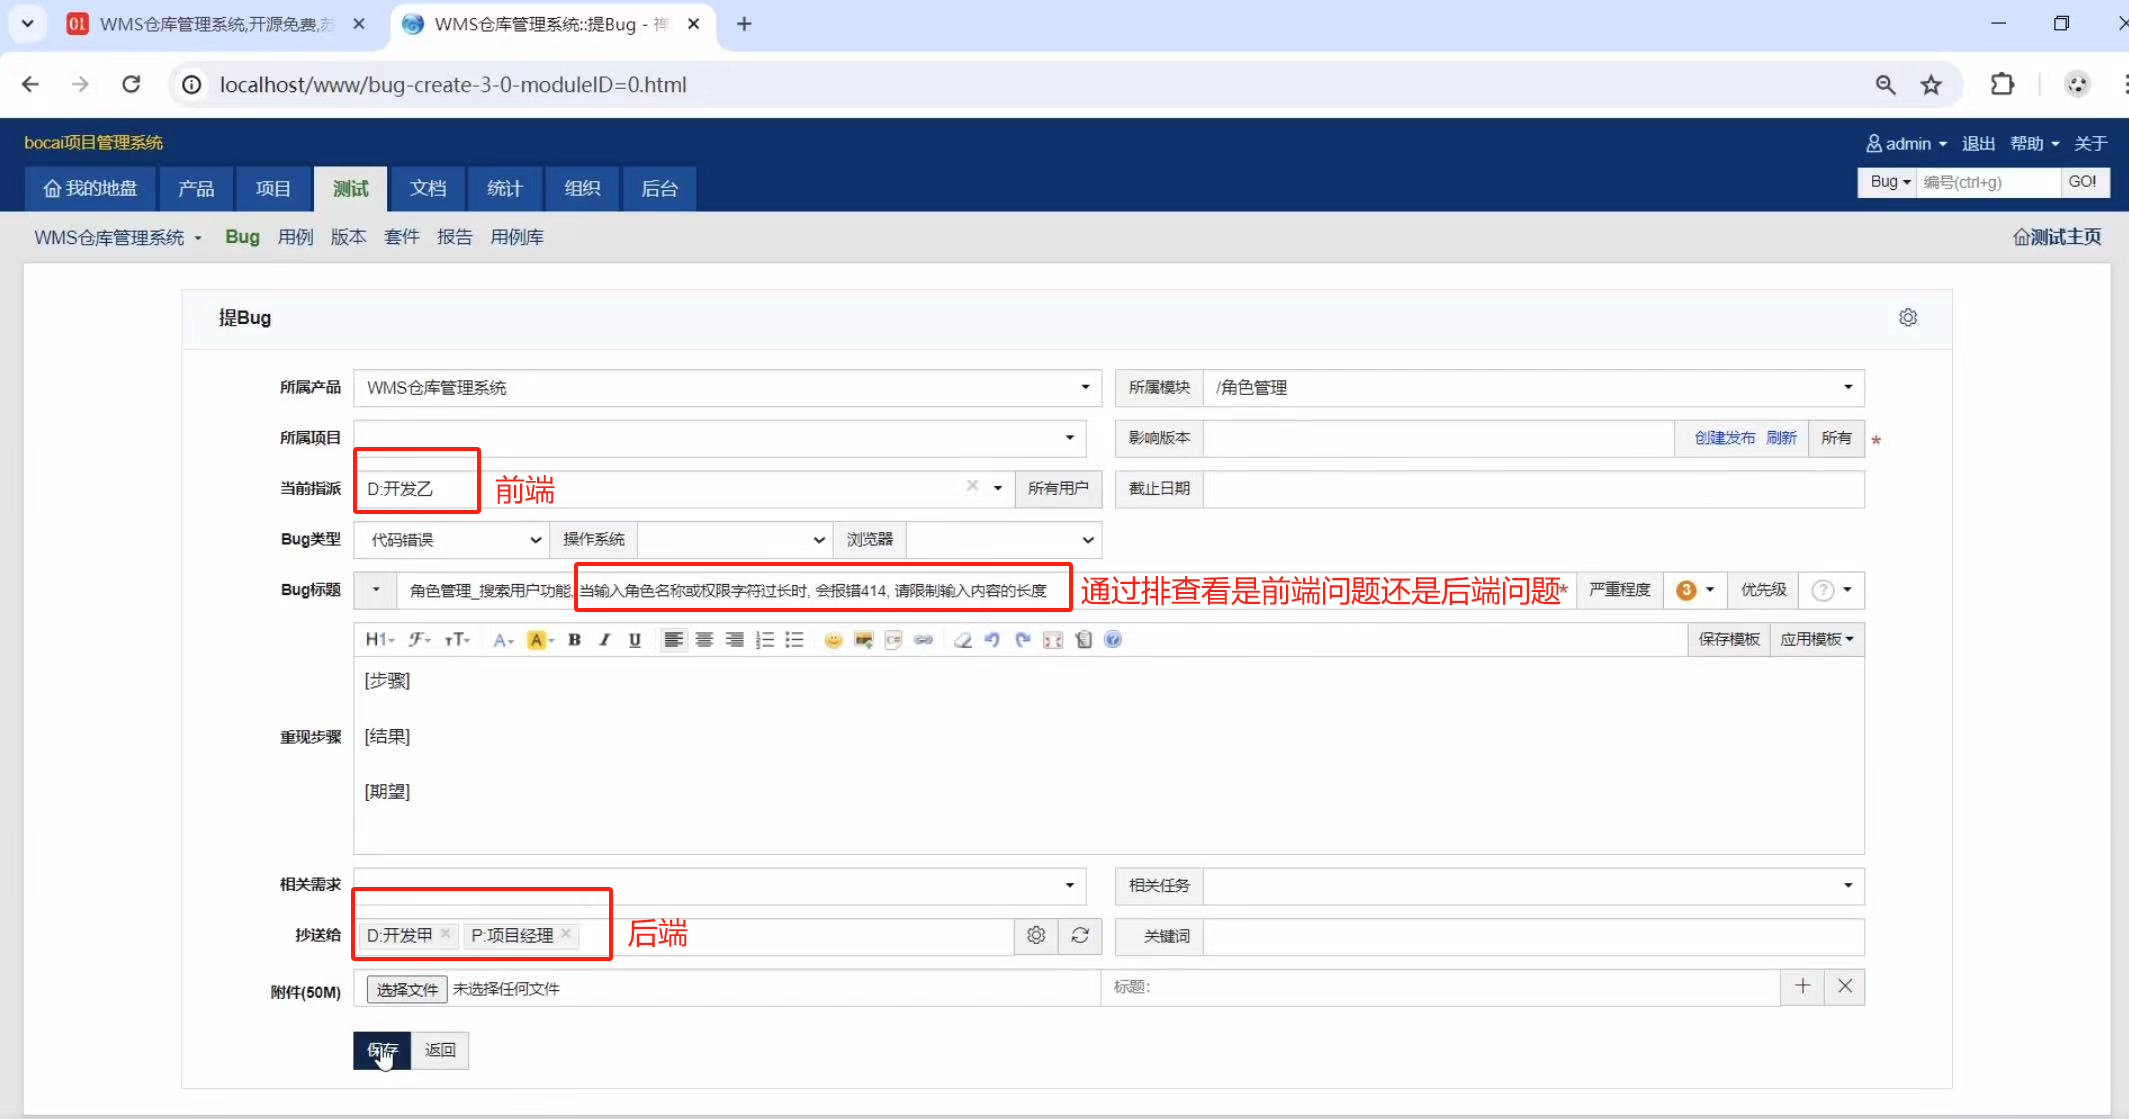 WMS仓库管理系统,开源免费,苏
WMS仓库管理系统::提Bug - 禅
localhost/www/bug-create-3-0-moduleID=0.html
bocai项目管理系统
admin 退出 帮助 关于
我的地盘 产品 项目 测试 文档 统计 组织 后台
Bug 编号(ctrl+g) GO!
WMS仓库管理系统 Bug 用例 版本 套件 报告 用例库
测试主页
提Bug
所属产品 WMS仓库管理系统 所属模块 /角色管理
所属项目 影响版本 创建发布 刷新 所有 *
当前指派 D:开发乙 前端 所有用户 截止日期
Bug类型 代码错误 操作系统 浏览器
Bug标题 角色管理_搜索用户功能, 当输入角色名称或权限字符过长时, 会报错414, 请限制输入内容的长度 通过排查看是前端问题还是后端问题* 严重程度 3 优先级 ?
H1 F TT A A B I U 保存模板 应用模板
[步骤]
重现步骤 [结果]
[期望]
相关需求 相关任务
抄送给 D:开发甲 P:项目经理 后端 关键词
附件(50M) 选择文件 未选择任何文件 标题:
保存 返回